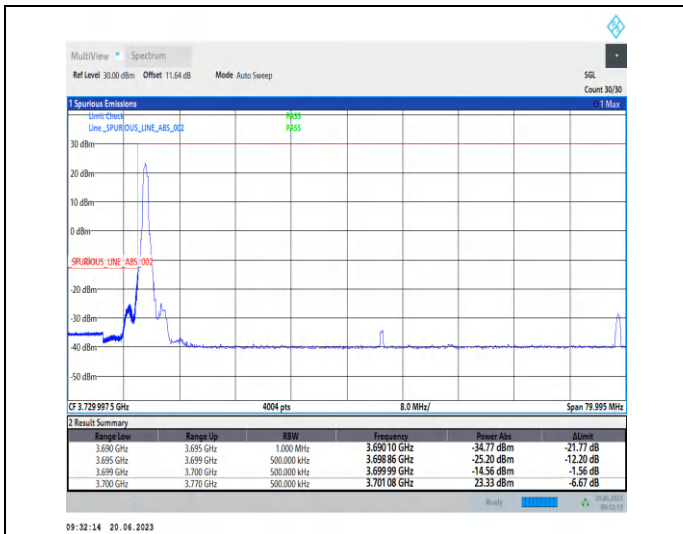 MultiView Spectrum
Ref Level 30.00 dBm Offset 11.64 dB Mode Auto Sweep SGL
Count 30/30
1 Spurious Emissions 1 Max
Limit Check PASS
Line _SPURIOUS_LINE_ABS_002 PASS
30 dBm
20 dBm
10 dBm
0 dBm
_SPURIOUS_LINE_ABS_002
-20 dBm
-30 dBm
-40 dBm
-50 dBm
CF 3.729 997 5 GHz 4004 pts 8.0 MHz/ Span 79.995 MHz
2 Result Summary
Range Low Range Up RBW Frequency Power Abs ΔLimit
3.690 GHz 3.695 GHz 1.000 MHz 3.690 10 GHz -34.77 dBm -21.77 dB
3.695 GHz 3.699 GHz 500.000 kHz 3.698 86 GHz -25.20 dBm -12.20 dB
3.699 GHz 3.700 GHz 500.000 kHz 3.699 99 GHz -14.56 dBm -1.56 dB
3.700 GHz 3.770 GHz 500.000 kHz 3.701 08 GHz 23.33 dBm -6.67 dB
Ready 20.06.2023
09:32:14 20.06.2023